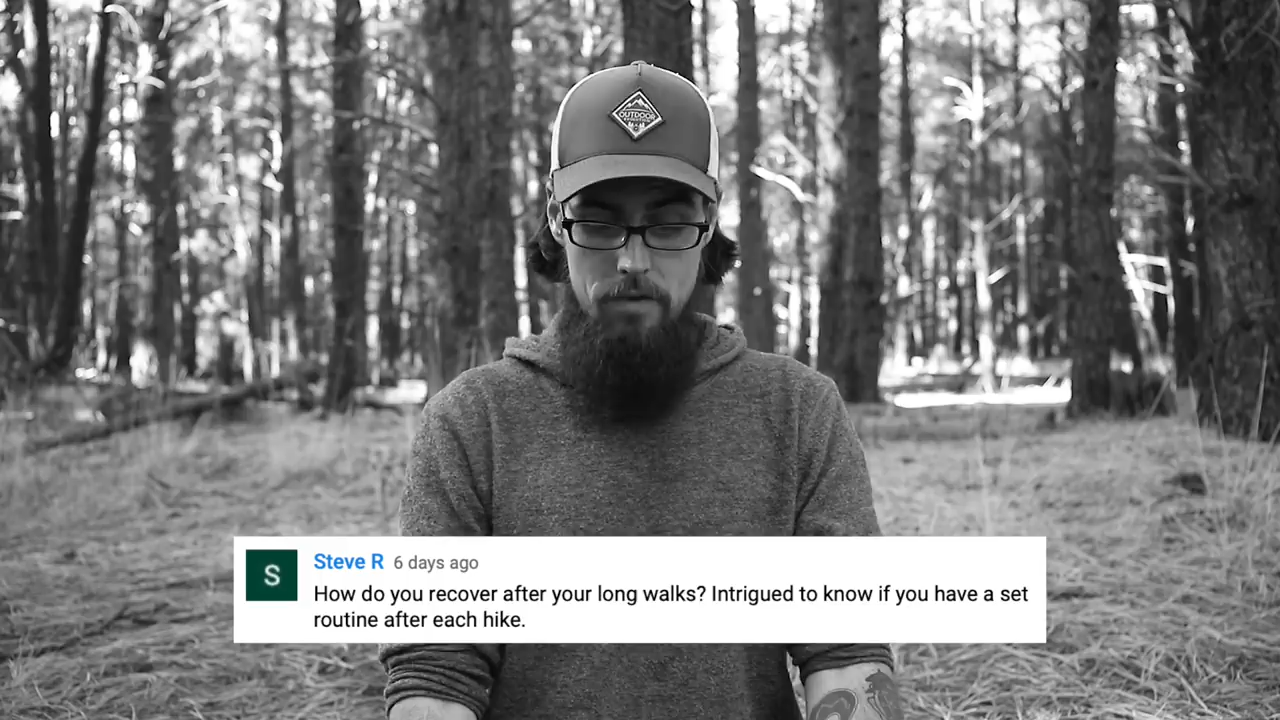 OUTDOOR
S
Steve R 6 days ago
How do you recover after your long walks? Intrigued to know if you have a set
routine after each hike.